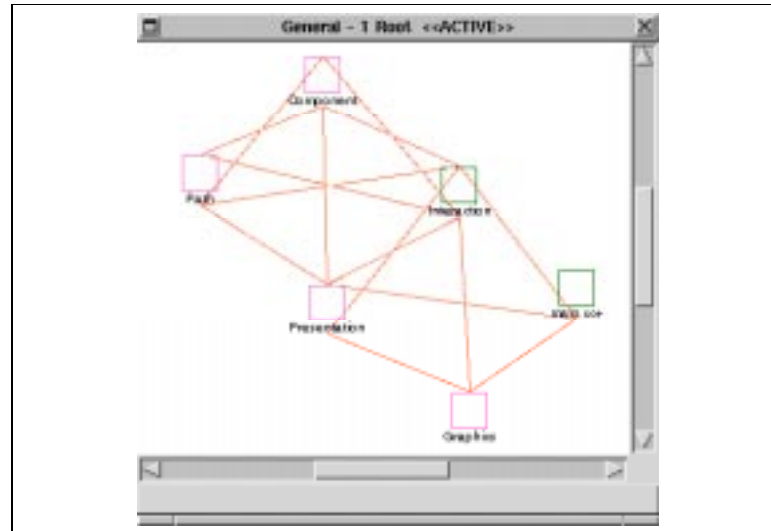 General - 1 Root <<ACTIVE>>
Component
Path
Interaction
Presentation
Graphics